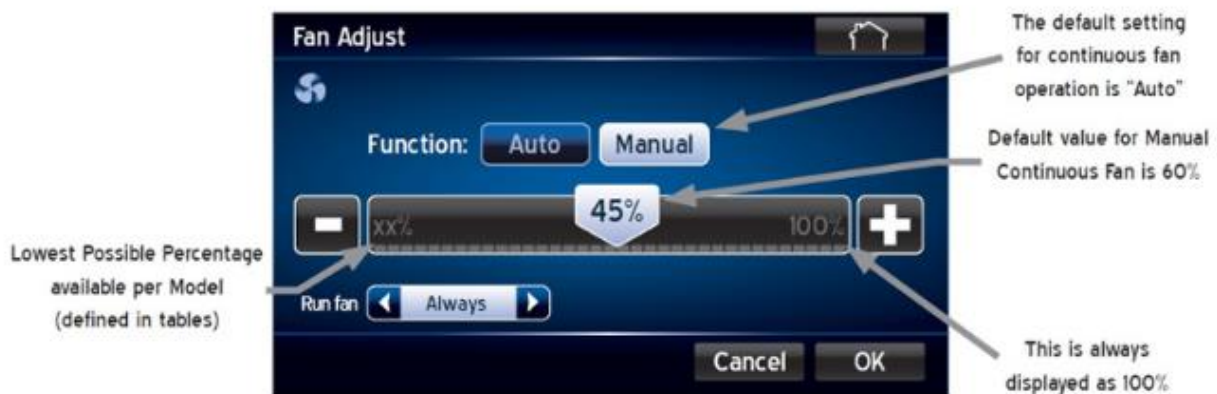 Fan Adjust
The default setting
for continuous fan
operation is "Auto"
Function: Auto Manual
Default value for Manual
Continuous Fan is 60%
xx% 45% 100%
Lowest Possible Percentage
available per Model
(defined in tables)
Run fan Always
Cancel OK
This is always
displayed as 100%